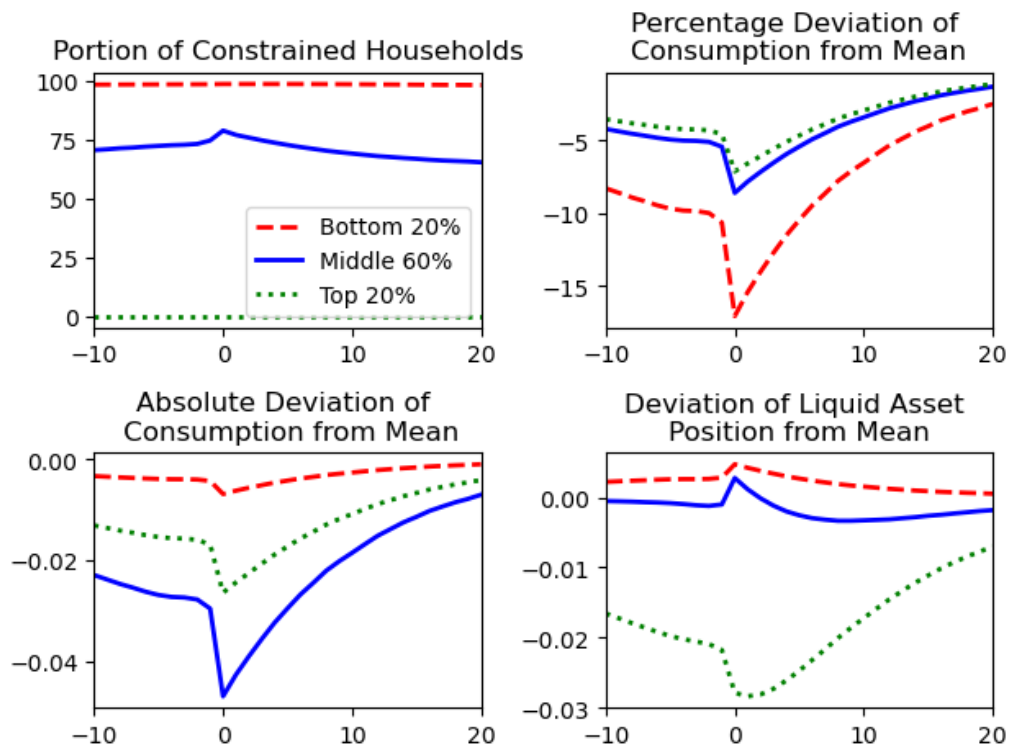 Portion of Constrained Households
100
75
50
25
0
−10 0 10 20
Bottom 20%
Middle 60%
Top 20%
Percentage Deviation of
Consumption from Mean
−5
−10
−15
−10 0 10 20
Absolute Deviation of
Consumption from Mean
0.00
−0.02
−0.04
−10 0 10 20
Deviation of Liquid Asset
Position from Mean
0.00
−0.01
−0.02
−0.03
−10 0 10 20